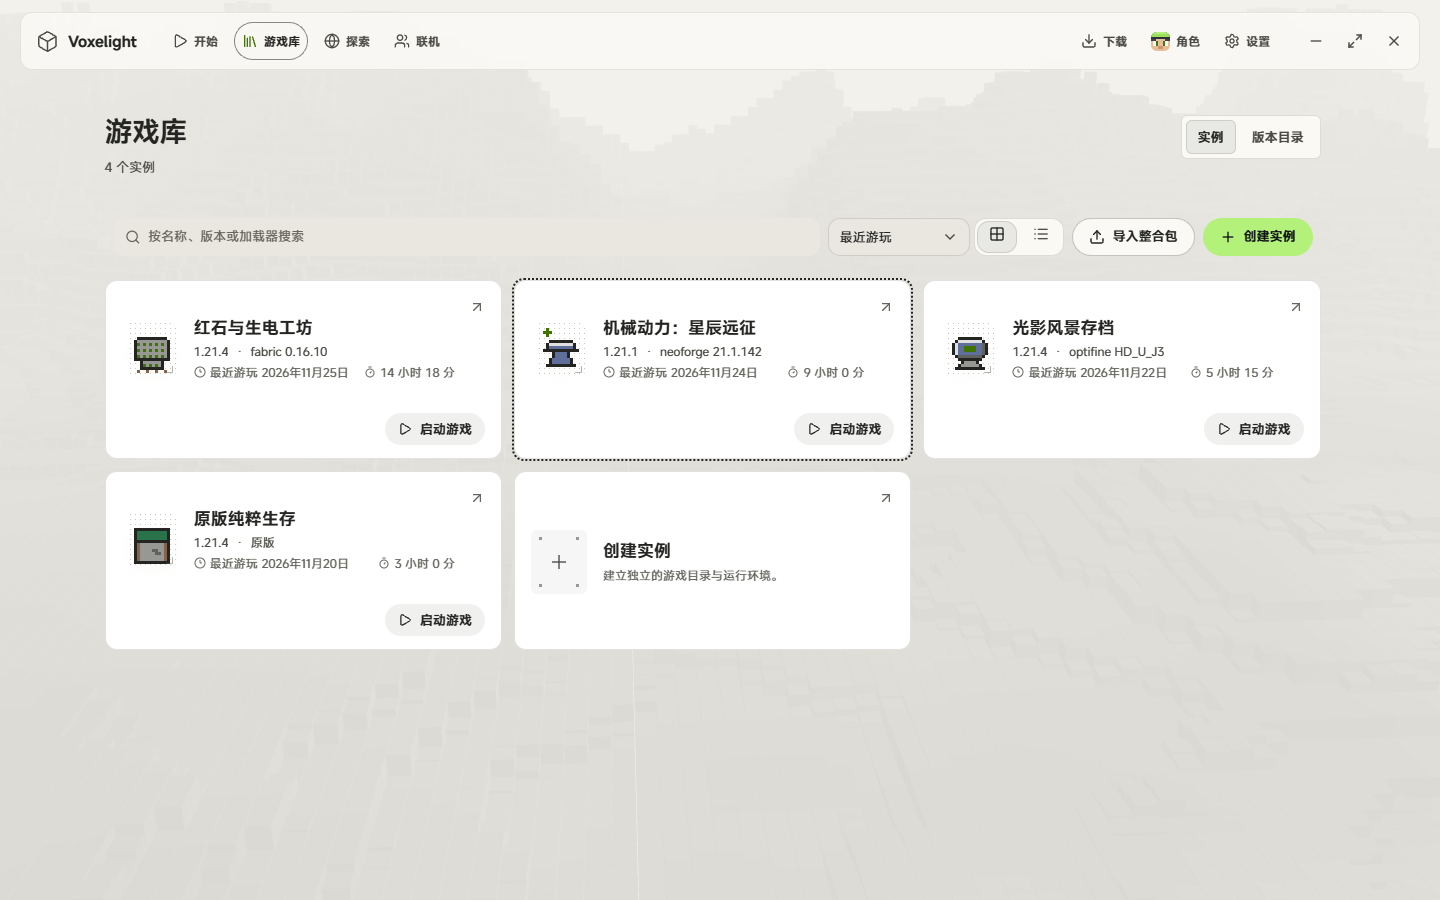 Voxelight 开始 游戏库 探索 联机 下载 角色 设置
游戏库
4 个实例
实例 版本目录
按名称、版本或加载器搜索 最近游玩 导入整合包 创建实例
红石与生电工坊
1.21.4 · fabric 0.16.10
最近游玩 2026年11月25日 14 小时 18 分
启动游戏
机械动力：星辰远征
1.21.1 · neoforge 21.1.142
最近游玩 2026年11月24日 9 小时 0 分
启动游戏
光影风景存档
1.21.4 · optifine HD_U_J3
最近游玩 2026年11月22日 5 小时 15 分
启动游戏
原版纯粹生存
1.21.4 · 原版
最近游玩 2026年11月20日 3 小时 0 分
启动游戏
创建实例
建立独立的游戏目录与运行环境。